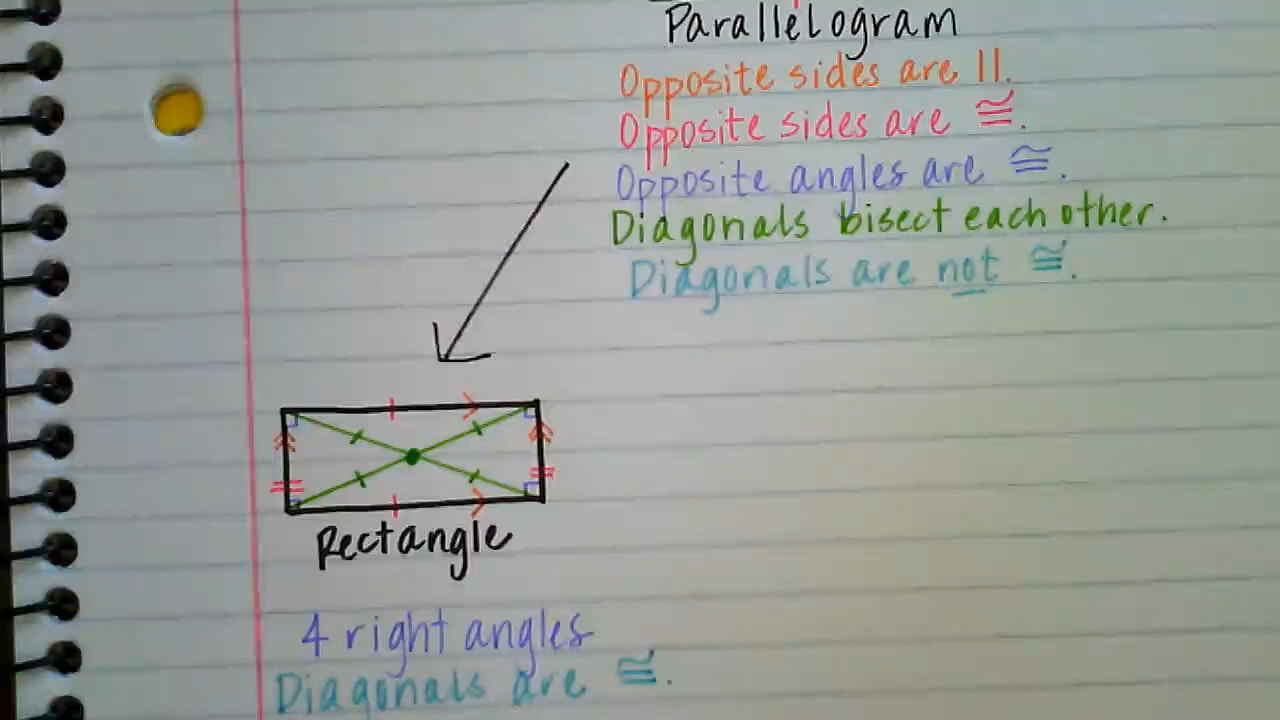 Parallelogram
Opposite sides are ||.
Opposite sides are ≅.
Opposite angles are ≅.
Diagonals bisect each other.
Diagonals are not ≅.
Rectangle
4 right angles
Diagonals are ≅.